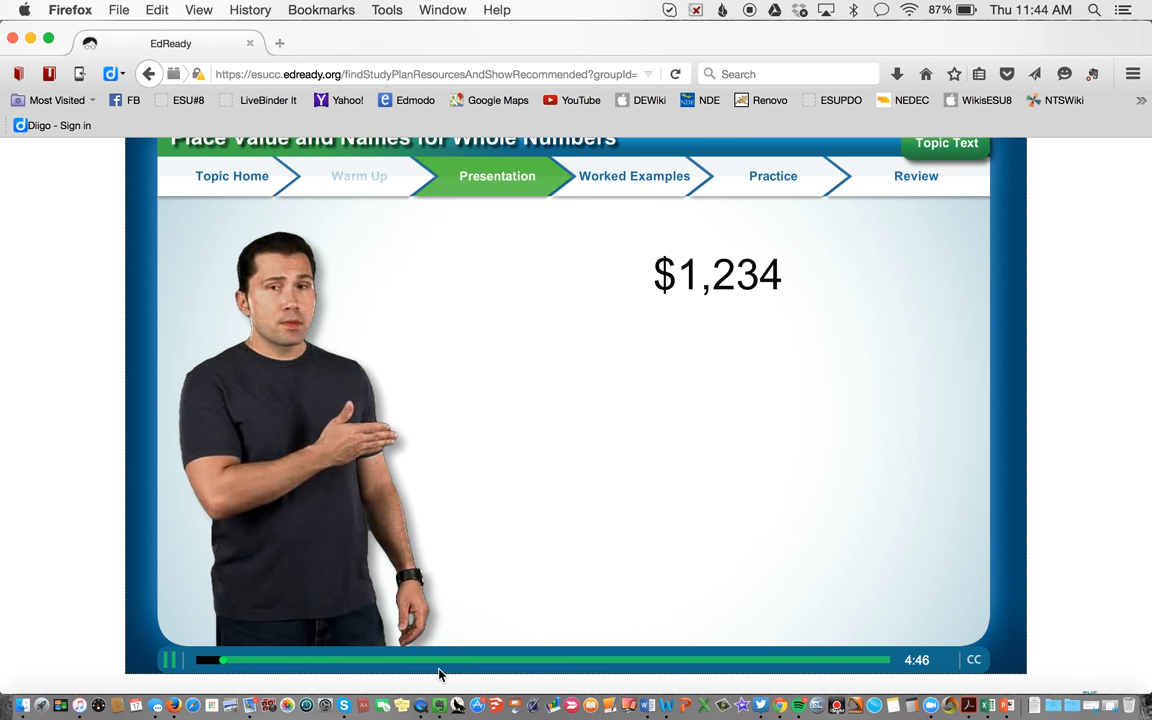 Firefox File Edit View History Bookmarks Tools Window Help 87% Thu 11:44 AM
EdReady
https://esucc.edready.org/findStudyPlanResourcesAndShowRecommended?groupId= Search
Most Visited FB ESU#8 LiveBinder It Yahoo! Edmodo Google Maps YouTube DEWiki NDE Renovo ESUPDO NEDEC WikisESU8 NTSWiki
Diigo - Sign in
Place Value and Names for Whole Numbers Topic Text
Topic Home Warm Up Presentation Worked Examples Practice Review
$1,234
4:46 CC